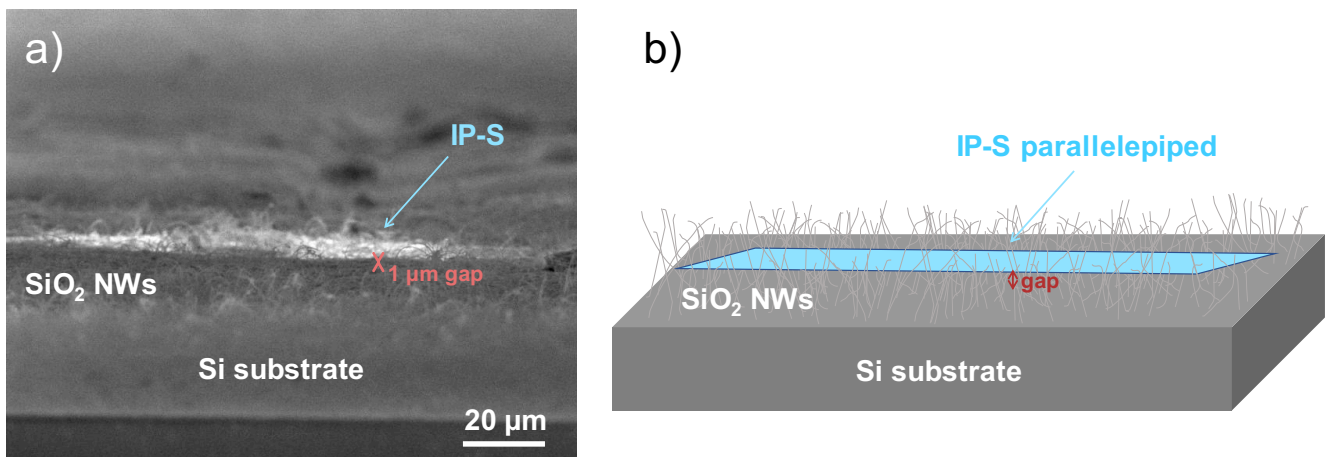 a)
IP-S
1 µm gap
SiO₂ NWs
Si substrate
20 µm
b)
IP-S parallelepiped
gap
SiO₂ NWs
Si substrate